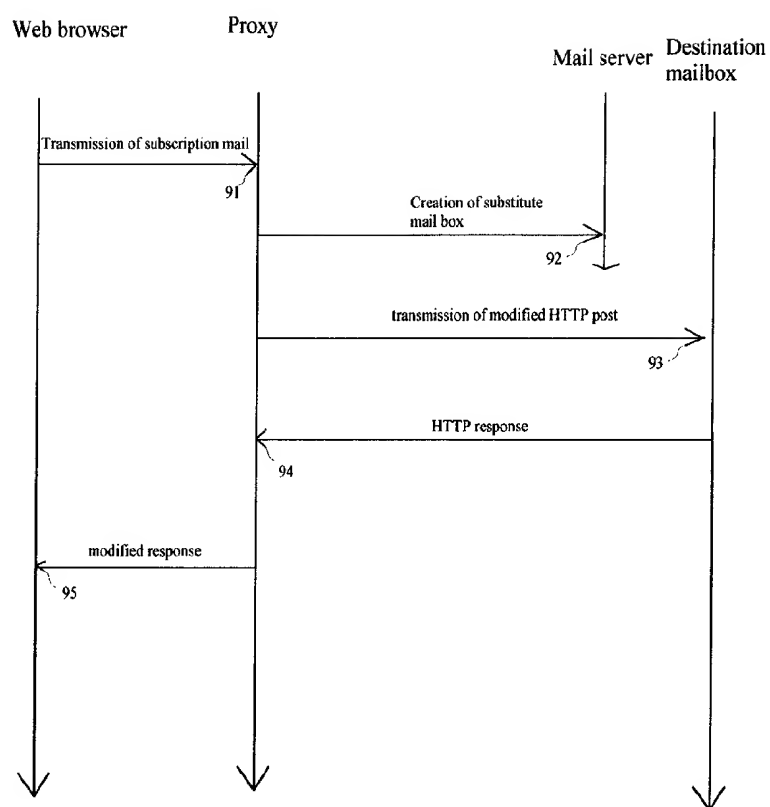 Web browser
Proxy
Mail server
Destination
mailbox
Transmission of subscription mail
91
Creation of substitute
mail box
92
transmission of modified HTTP post
93
HTTP response
94
modified response
95